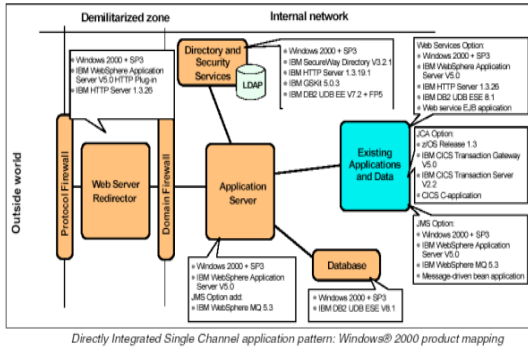 Demilitarized zone
Internal network
Outside world
Windows 2000 + SP3
IBM WebSphere Application
Server V5.0 HTTP Plug-in
IBM HTTP Server 1.3.26
Protocol Firewall
Web Server
Redirector
Domain Firewall
Directory and
Security
Services
LDAP
Windows 2000 + SP3
IBM SecureWay Directory V3.2.1
IBM HTTP Server 1.3.19.1
IBM GSKit 5.0.3
IBM DB2 UDB EE V7.2 + FP5
Application
Server
Windows 2000 + SP3
IBM WebSphere Application
Server V5.0
JMS Option add:
IBM WebSphere MQ 5.3
Database
Windows 2000 + SP3
IBM DB2 UDB ESE V8.1
Existing
Applications
and Data
Web Services Option:
Windows 2000 + SP3
IBM WebSphere Application
Server V5.0
IBM HTTP Server 1.3.26
IBM DB2 UDB ESE 8.1
Web service EJB application
JCA Option:
z/OS Release 1.3
IBM CICS Transaction Gateway
V5.0
IBM CICS Transaction Server
V2.2
CICS C-application
JMS Option:
Windows 2000 + SP3
IBM WebSphere Application
Server V5.0
IBM WebSphere MQ 5.3
Message-driven bean application
Directly Integrated Single Channel application pattern: Windows® 2000 product mapping